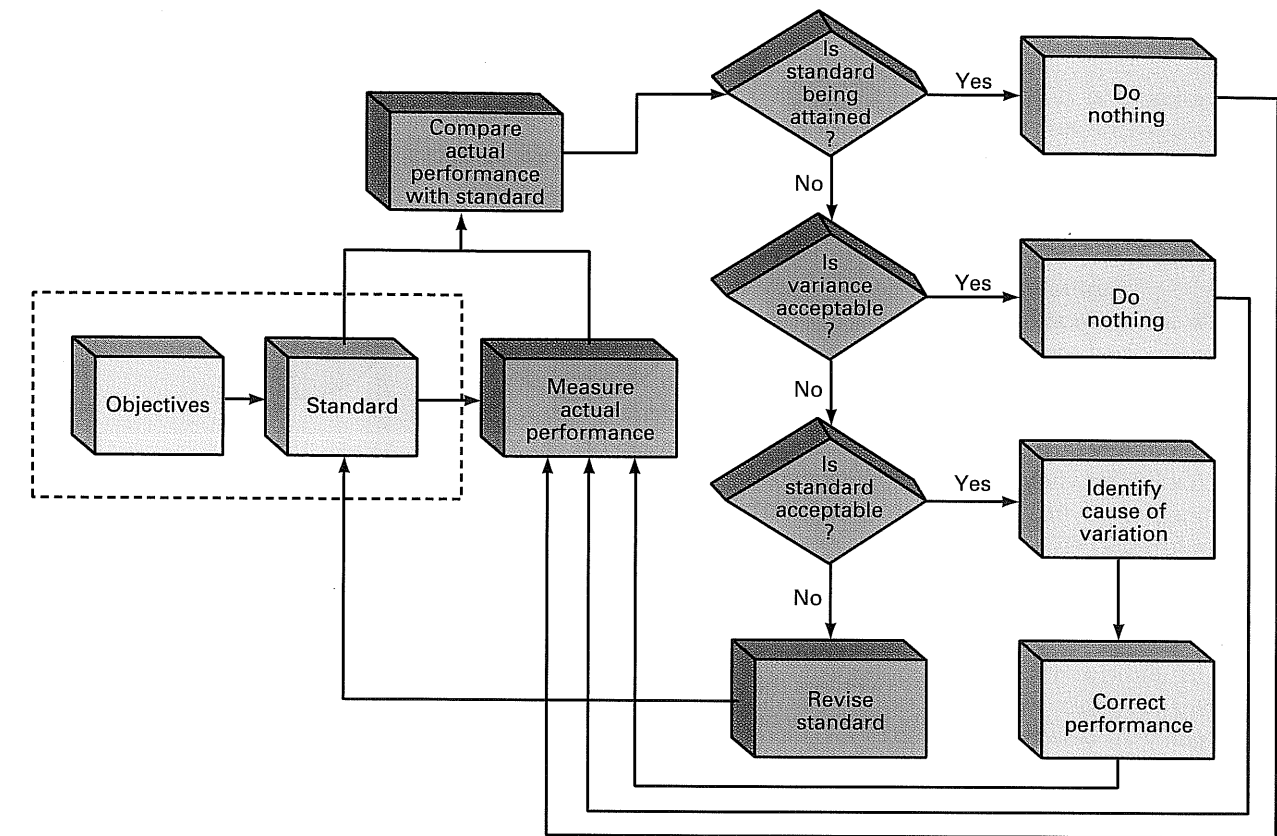 Is
standard
being
attained
?
Yes
Do
nothing
Compare
actual
performance
with standard
No
Is
variance
acceptable
?
Yes
Do
nothing
Objectives
Standard
Measure
actual
performance
No
Is
standard
acceptable
?
Yes
Identify
cause of
variation
No
Revise
standard
Correct
performance